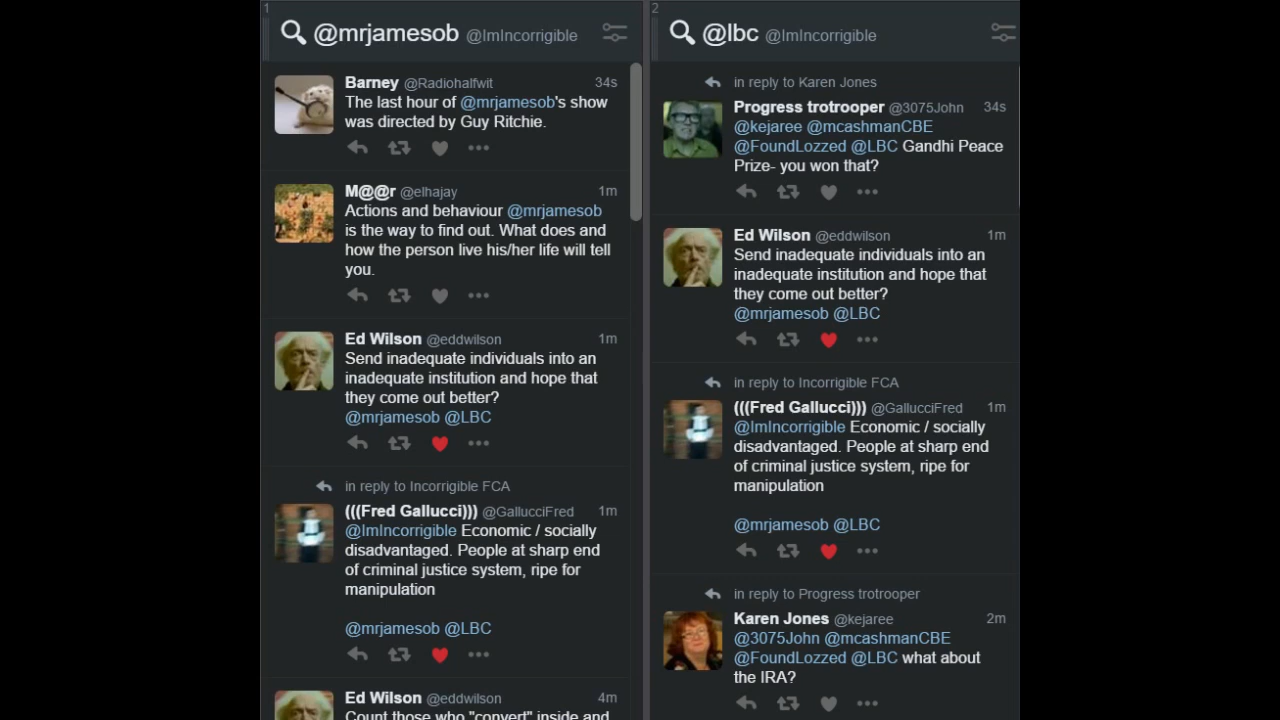 1
@mrjamesob @ImIncorrigible
Barney @Radiohalfwit 34s
The last hour of @mrjamesob's show
was directed by Guy Ritchie.
M@@r @elhajay 1m
Actions and behaviour @mrjamesob
is the way to find out. What does and
how the person live his/her life will tell
you.
Ed Wilson @eddwilson 1m
Send inadequate individuals into an
inadequate institution and hope that
they come out better?
@mrjamesob @LBC
in reply to Incorrigible FCA
(((Fred Gallucci))) @GallucciFred 1m
@ImIncorrigible Economic / socially
disadvantaged. People at sharp end
of criminal justice system, ripe for
manipulation
@mrjamesob @LBC
Ed Wilson @eddwilson 4m
Count those who "convert" inside and
2
@lbc @ImIncorrigible
in reply to Karen Jones
Progress trotrooper @3075John 34s
@kejaree @mcashmanCBE
@FoundLozzed @LBC Gandhi Peace
Prize- you won that?
Ed Wilson @eddwilson 1m
Send inadequate individuals into an
inadequate institution and hope that
they come out better?
@mrjamesob @LBC
in reply to Incorrigible FCA
(((Fred Gallucci))) @GallucciFred 1m
@ImIncorrigible Economic / socially
disadvantaged. People at sharp end
of criminal justice system, ripe for
manipulation
@mrjamesob @LBC
in reply to Progress trotrooper
Karen Jones @kejaree 2m
@3075John @mcashmanCBE
@FoundLozzed @LBC what about
the IRA?